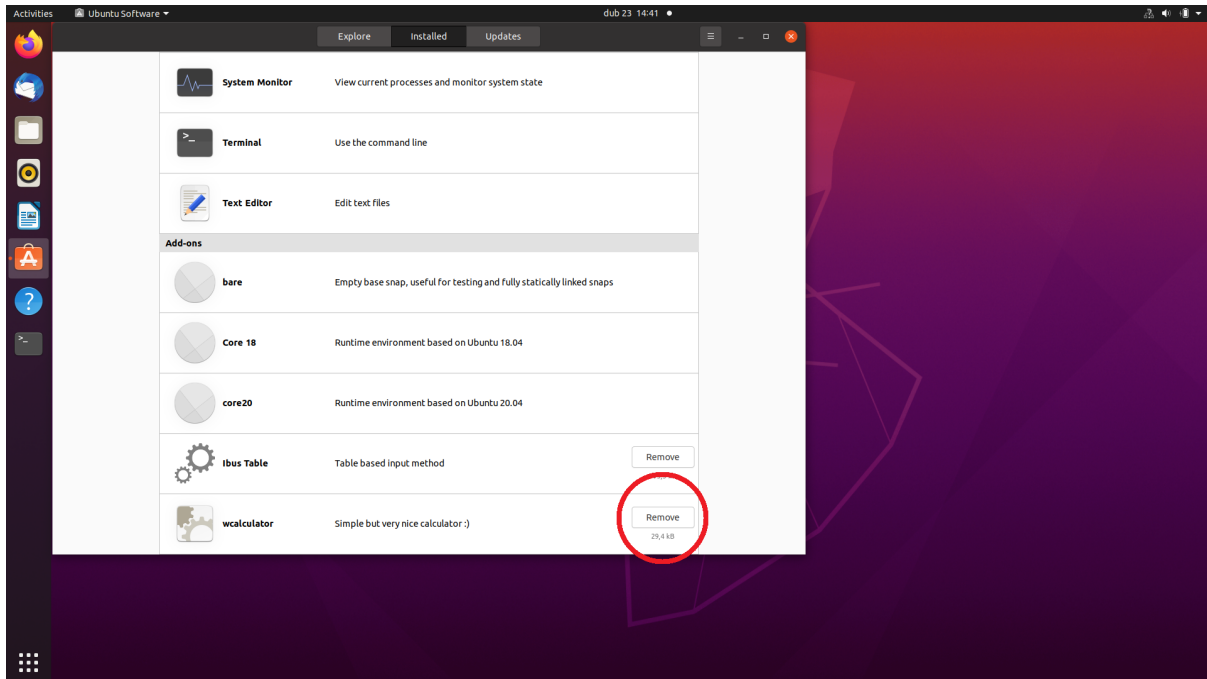 Activities Ubuntu Software dub 23 14:41
Explore Installed Updates
System Monitor View current processes and monitor system state
>_ Terminal Use the command line
Text Editor Edit text files
Add-ons
bare Empty base snap, useful for testing and fully statically linked snaps
Core 18 Runtime environment based on Ubuntu 18.04
core20 Runtime environment based on Ubuntu 20.04
Ibus Table Table based input method Remove
wcalculator Simple but very nice calculator :) Remove
29,4 kB